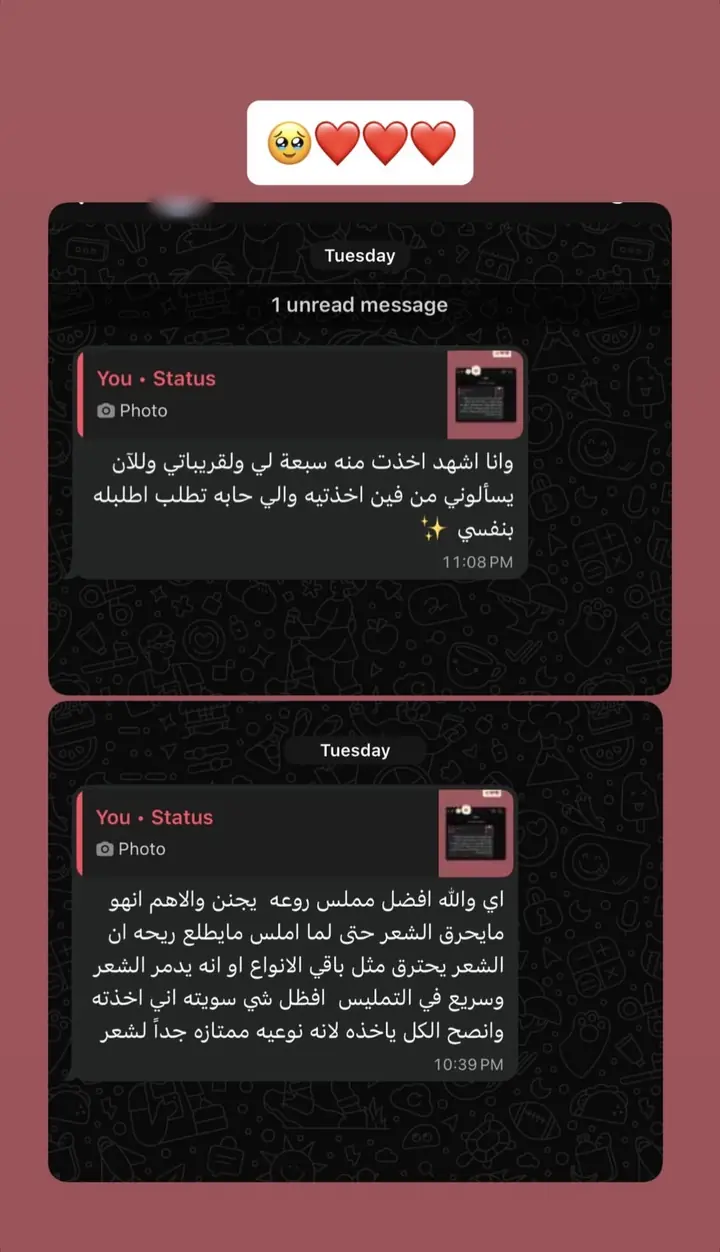 🥹❤️❤️❤️
Tuesday
1 unread message
You • Status
Photo
وانا اشهد اخذت منه سبعة لي ولقريباتي وللآن
يسألوني من فين اخذتيه والي حابه تطلب اطلبله
بنفسي ✨
11:08 PM
Tuesday
You • Status
Photo
اي والله افضل مملس روعه يجنن والاهم انهو
مايحرق الشعر حتى لما املس مايطلع ريحه ان
الشعر يحترق مثل باقي الانواع او انه يدمر الشعر
وسريع في التمليس افظل شي سويته اني اخذته
وانصح الكل ياخذه لانه نوعيه ممتازه جداً لشعر
10:39 PM